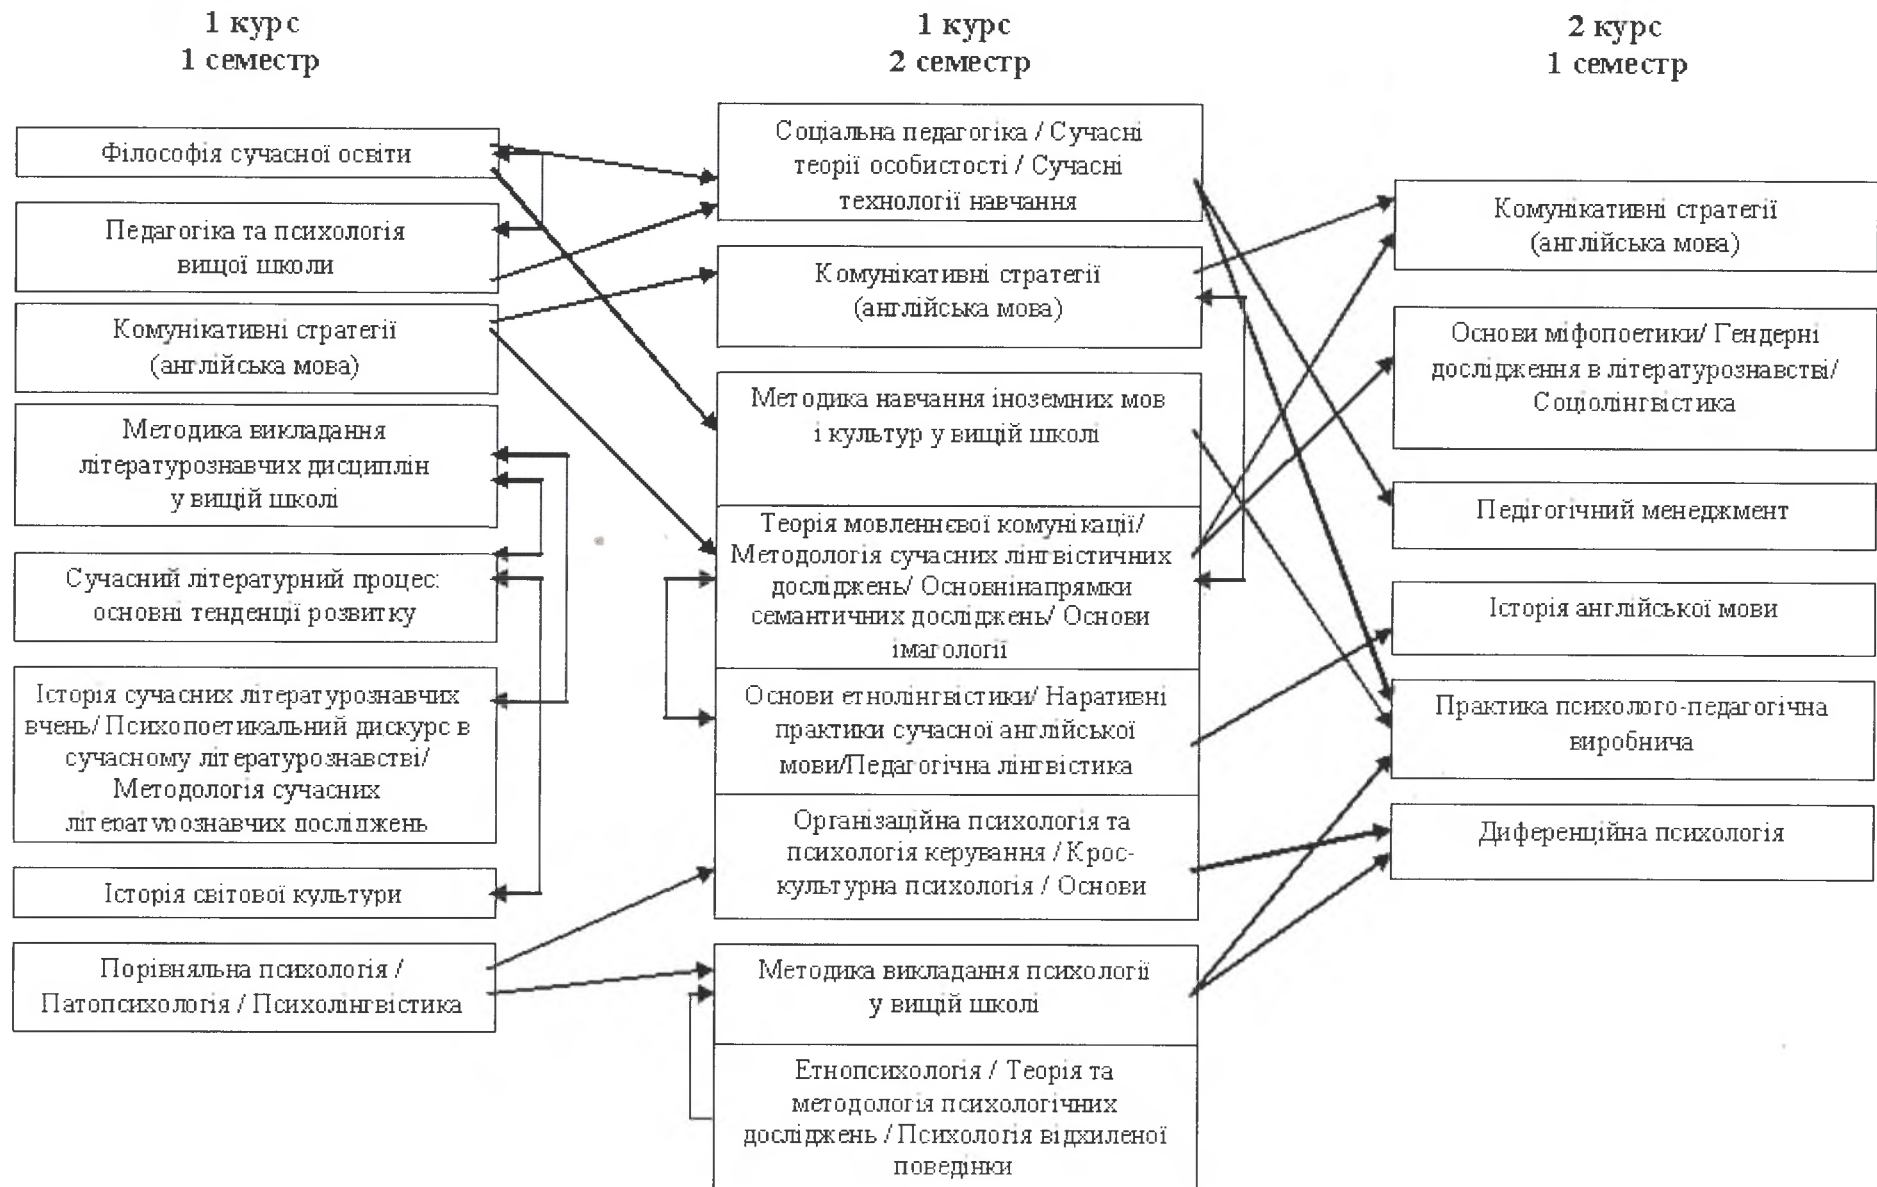 1 курс
1 семестр
Філософія сучасної освіти
Педагогіка та психологія
вищої школи
Комунікативні стратегії
(англійська мова)
Методика викладання
літературознавчих дисциплін
у вищій школі
Сучасний літературний процес:
основні тенденції розвитку
Історія сучасних літературознавчих
вчень/ Психопоетикальний дискурс в
сучасному літературознавстві/
Методологія сучасних
літературознавчих досліджень
Історія світової культури
Порівняльна психологія /
Патопсихологія / Психолінгвістика
1 курс
2 семестр
Соціальна педагогіка / Сучасні
теорії особистості / Сучасні
технології навчання
Комунікативні стратегії
(англійська мова)
Методика навчання іноземних мов
і культур у вищій школі
Теорія мовленнєвої комунікації/
Методологія сучасних лінгвістичних
досліджень/ Основнінапрямки
семантичних досліджень/ Основи
імагології
Основи етнолінгвістики/ Наративні
практики сучасної англійської
мови/Педагогічна лінгвістика
Організаційна психологія та
психологія керування / Крос-
культурна психологія / Основи
Методика викладання психології
у вищій школі
Етнопсихологія / Теорія та
методологія психологічних
досліджень / Психологія відхиленої
поведінки
2 курс
1 семестр
Комунікативні стратегії
(англійська мова)
Основи міфопоетики/ Гендерні
дослідження в літературознавстві/
Соціолінгвістика
Педігогічний менеджмент
Історія англійської мови
Практика психолого-педагогічна
виробнича
Диференційна психологія